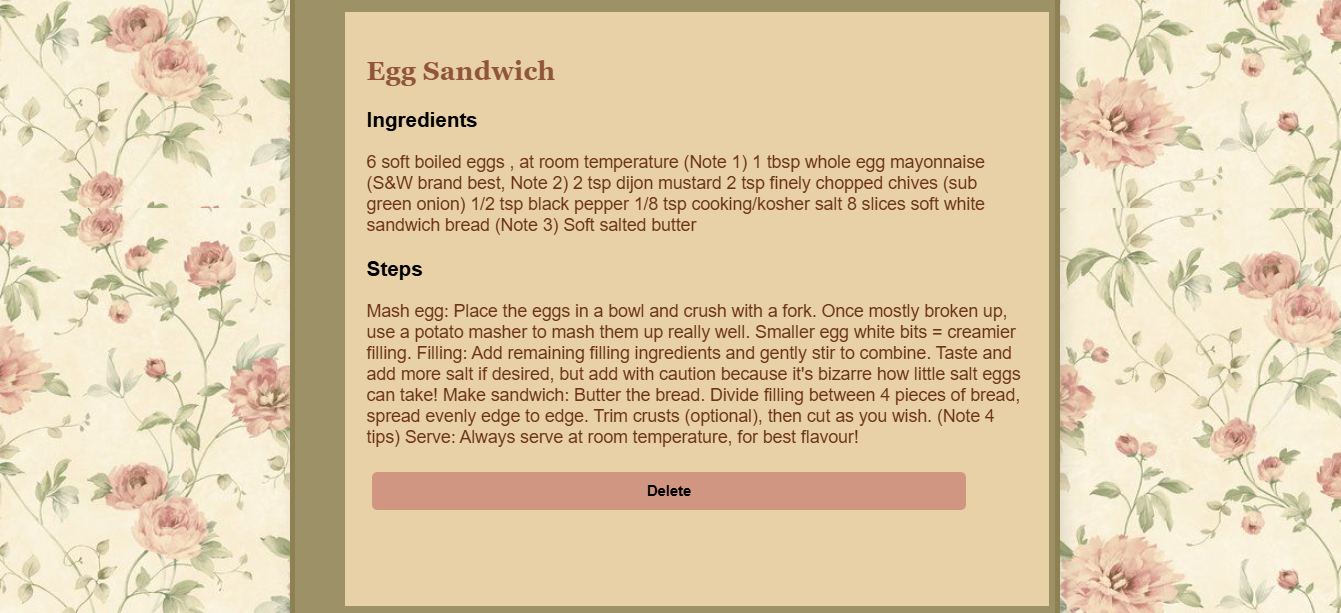 Egg Sandwich
Ingredients
6 soft boiled eggs , at room temperature (Note 1) 1 tbsp whole egg mayonnaise
(S&W brand best, Note 2) 2 tsp dijon mustard 2 tsp finely chopped chives (sub
green onion) 1/2 tsp black pepper 1/8 tsp cooking/kosher salt 8 slices soft white
sandwich bread (Note 3) Soft salted butter
Steps
Mash egg: Place the eggs in a bowl and crush with a fork. Once mostly broken up,
use a potato masher to mash them up really well. Smaller egg white bits = creamier
filling. Filling: Add remaining filling ingredients and gently stir to combine. Taste and
add more salt if desired, but add with caution because it's bizarre how little salt eggs
can take! Make sandwich: Butter the bread. Divide filling between 4 pieces of bread,
spread evenly edge to edge. Trim crusts (optional), then cut as you wish. (Note 4
tips) Serve: Always serve at room temperature, for best flavour!
Delete